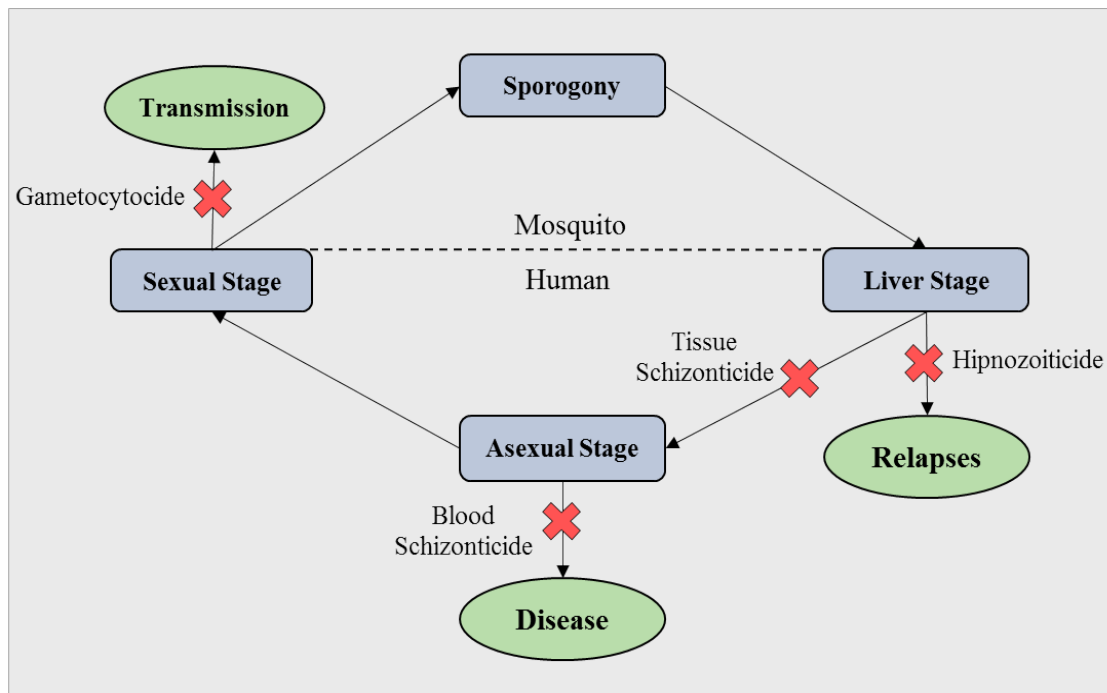 Sporogony
Transmission
Gametocytocide
Mosquito
Sexual Stage
Human
Liver Stage
Tissue
Schizonticide
Hipnozoiticide
Asexual Stage
Relapses
Blood
Schizonticide
Disease